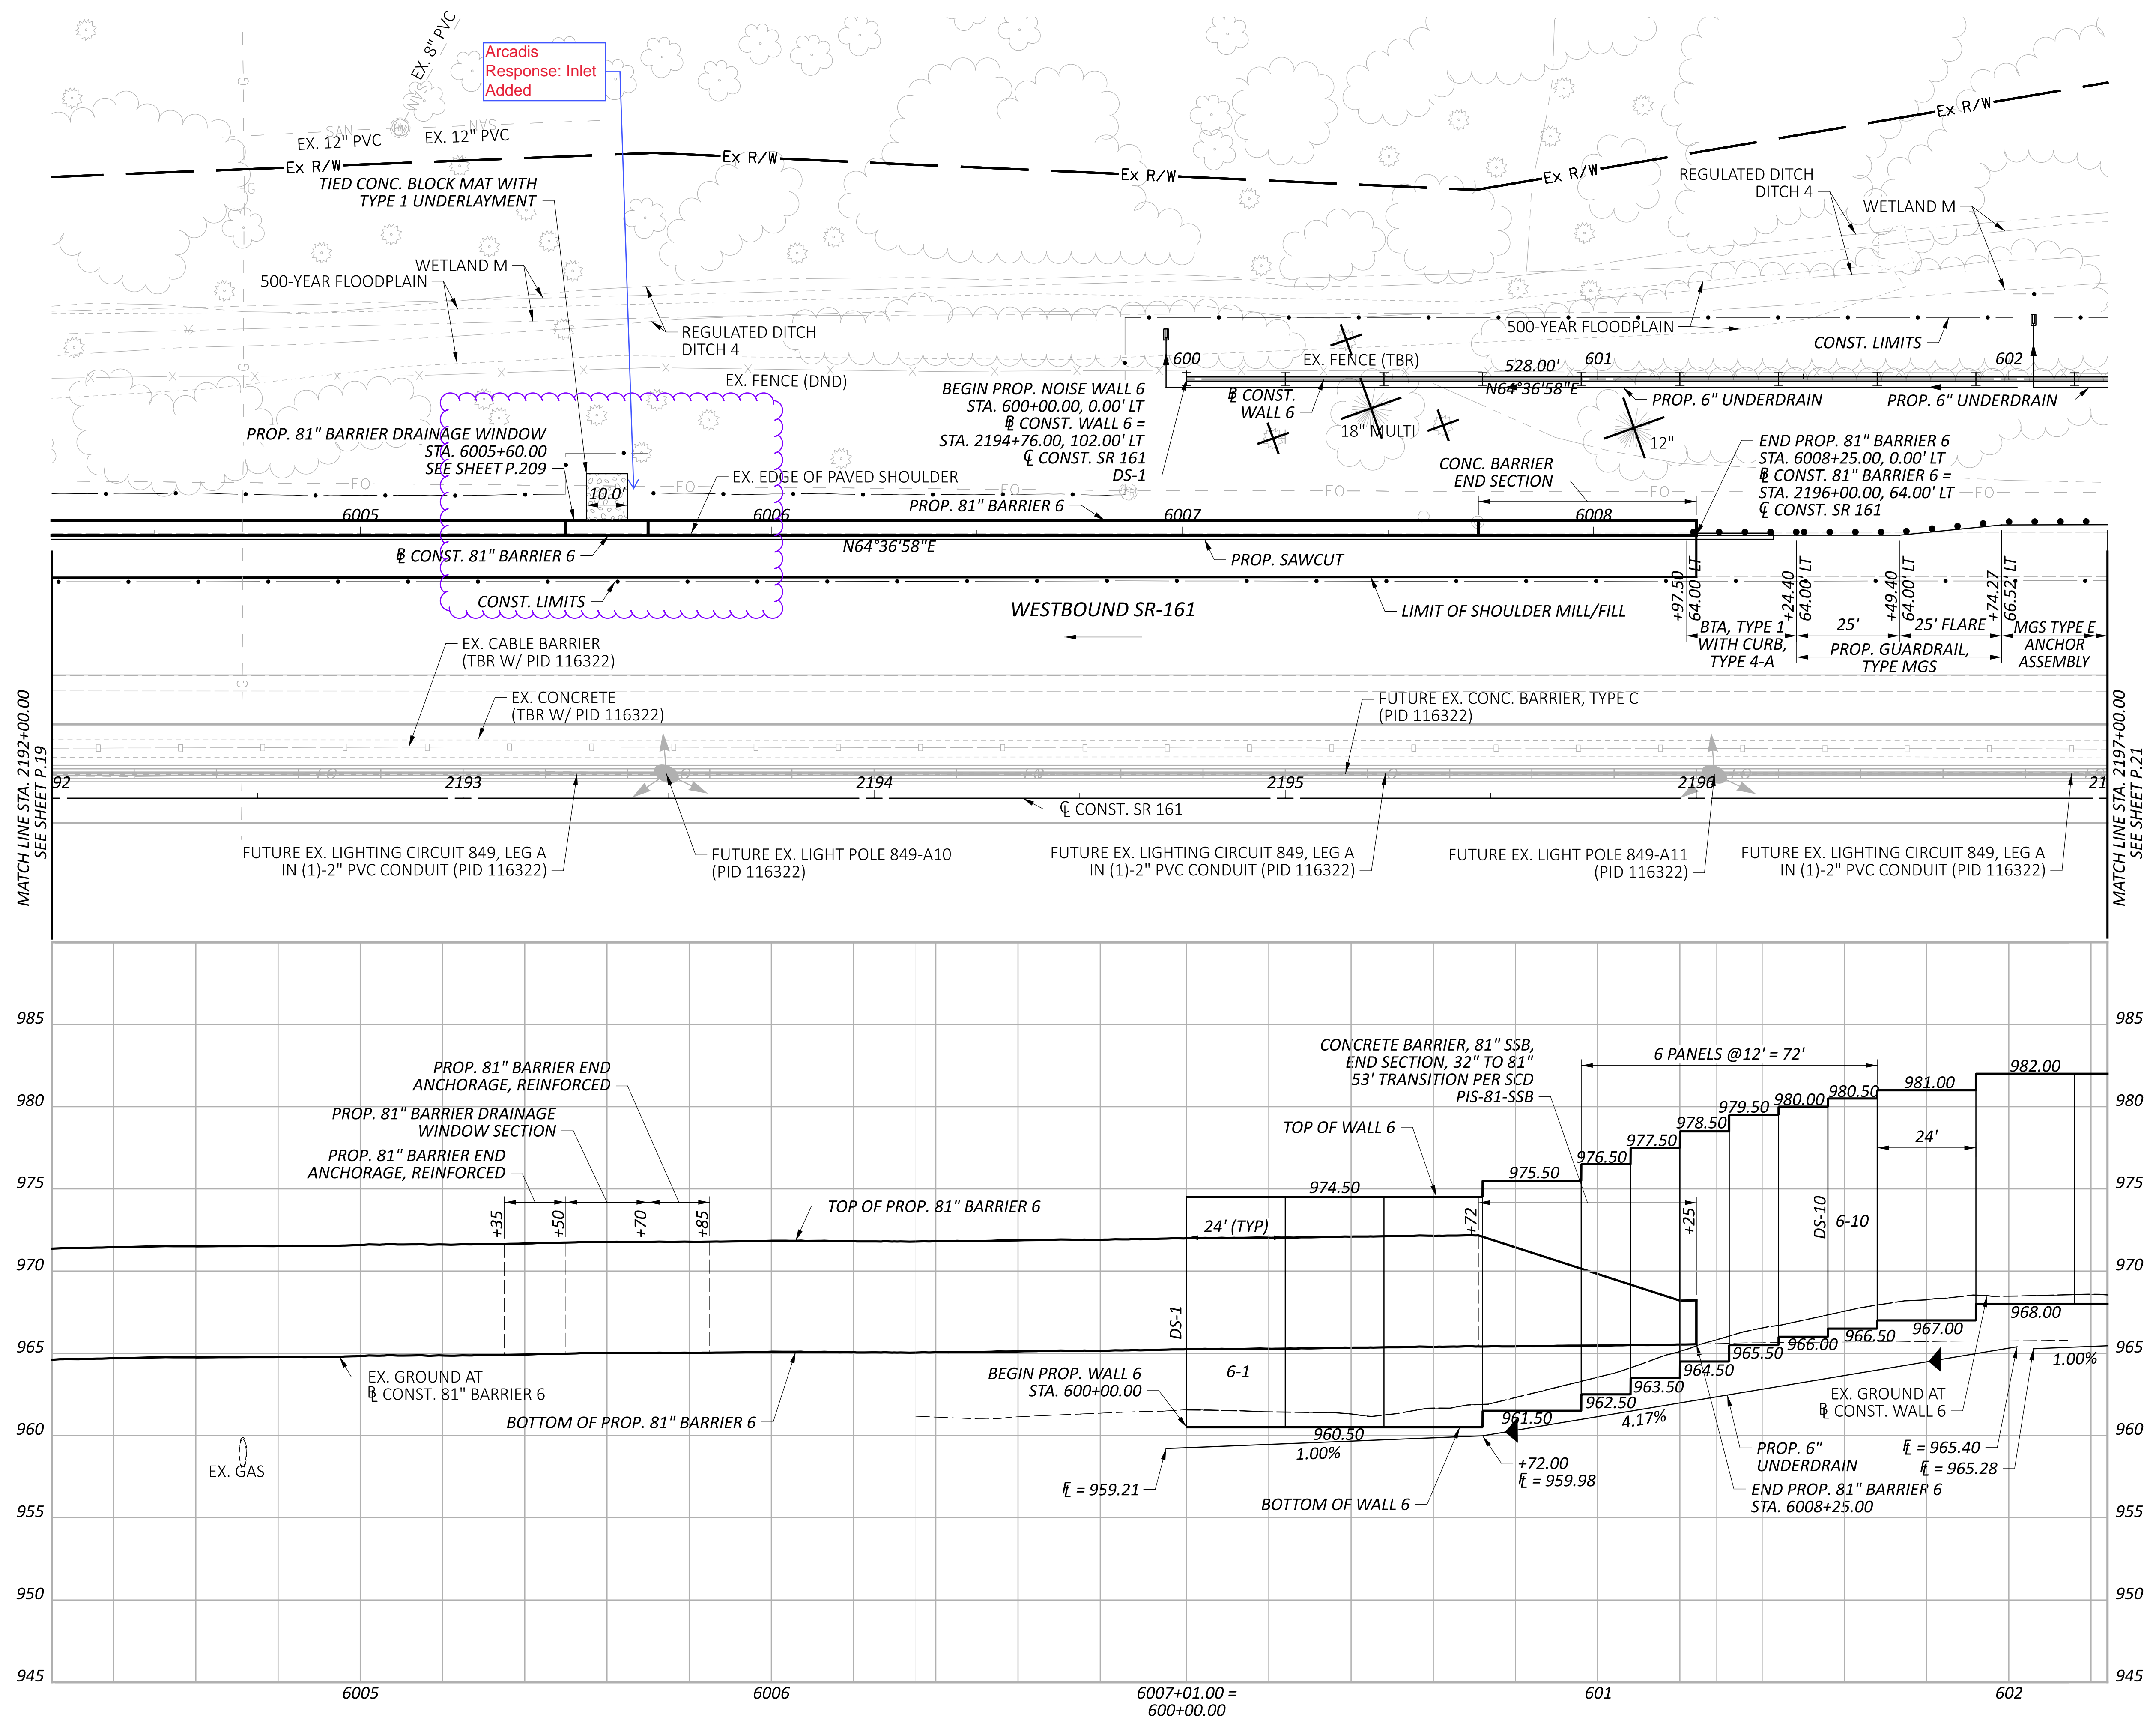 Arcadis
Response: Inlet
Added
EX. 8" PVC
SAN
SAN
SAN
EX. 12" PVC
EX. 12" PVC
Ex R/W
Ex R/W
Ex R/W
Ex R/W
Ex R/W
TIED CONC. BLOCK MAT WITH
TYPE 1 UNDERLAYMENT
REGULATED DITCH
DITCH 4
WETLAND M
WETLAND M
500-YEAR FLOODPLAIN
REGULATED DITCH
DITCH 4
500-YEAR FLOODPLAIN
CONST. LIMITS
G
G
G
G
EX. FENCE (DND)
BEGIN PROP. NOISE WALL 6
STA. 600+00.00, 0.00' LT
℄ CONST. WALL 6 =
STA. 2194+76.00, 102.00' LT
℄ CONST. SR 161
DS-1
600
EX. FENCE (TBR)
528.00'
601
602
N64°36'58"E
B CONST.
WALL 6
PROP. 6" UNDERDRAIN
PROP. 6" UNDERDRAIN
18" MULTI
12"
PROP. 81" BARRIER DRAINAGE WINDOW
STA. 6005+60.00
SEE SHEET P.209
10.0'
EX. EDGE OF PAVED SHOULDER
PROP. 81" BARRIER 6
CONC. BARRIER
END SECTION
END PROP. 81" BARRIER 6
STA. 6008+25.00, 0.00' LT
B CONST. 81" BARRIER 6 =
STA. 2196+00.00, 64.00' LT
℄ CONST. SR 161
FO
FO
FO
FO
FO
FO
6005
6006
6007
6008
B CONST. 81" BARRIER 6
N64°36'58"E
PROP. SAWCUT
CONST. LIMITS
WESTBOUND SR-161
LIMIT OF SHOULDER MILL/FILL
+97.50
64.00' LT
+24.40
64.00' LT
+49.40
64.00' LT
+74.27
66.52' LT
BTA, TYPE 1
WITH CURB,
TYPE 4-A
25'
25' FLARE
PROP. GUARDRAIL,
TYPE MGS
MGS TYPE E
ANCHOR
ASSEMBLY
EX. CABLE BARRIER
(TBR W/ PID 116322)
EX. CONCRETE
(TBR W/ PID 116322)
FUTURE EX. CONC. BARRIER, TYPE C
(PID 116322)
MATCH LINE STA. 2192+00.00
SEE SHEET P.19
MATCH LINE STA. 2197+00.00
SEE SHEET P.21
92
2193
2194
2195
2196
21
℄ CONST. SR 161
FUTURE EX. LIGHTING CIRCUIT 849, LEG A
IN (1)-2" PVC CONDUIT (PID 116322)
FUTURE EX. LIGHT POLE 849-A10
(PID 116322)
FUTURE EX. LIGHTING CIRCUIT 849, LEG A
IN (1)-2" PVC CONDUIT (PID 116322)
FUTURE EX. LIGHT POLE 849-A11
(PID 116322)
FUTURE EX. LIGHTING CIRCUIT 849, LEG A
IN (1)-2" PVC CONDUIT (PID 116322)
985
985
980
980
975
975
970
970
965
965
960
960
955
955
950
950
945
945
PROP. 81" BARRIER END
ANCHORAGE, REINFORCED
PROP. 81" BARRIER DRAINAGE
WINDOW SECTION
PROP. 81" BARRIER END
ANCHORAGE, REINFORCED
+35
+50
+70
+85
TOP OF PROP. 81" BARRIER 6
CONCRETE BARRIER, 81" SSB,
END SECTION, 32" TO 81"
53' TRANSITION PER SCD
PIS-81-SSB
6 PANELS @12' = 72'
TOP OF WALL 6
974.50
975.50
976.50
977.50
978.50
979.50
980.00
980.50
981.00
982.00
24'
24' (TYP)
+72
+25
DS-10
6-10
DS-1
6-1
EX. GROUND AT
B CONST. 81" BARRIER 6
BOTTOM OF PROP. 81" BARRIER 6
BEGIN PROP. WALL 6
STA. 600+00.00
960.50
961.50
962.50
963.50
964.50
965.50
966.00
966.50
967.00
968.00
1.00%
4.17%
1.00%
EX. GROUND AT
B CONST. WALL 6
EX. GAS
FL = 959.21
+72.00
FL = 959.98
BOTTOM OF WALL 6
PROP. 6"
UNDERDRAIN
FL = 965.40
FL = 965.28
END PROP. 81" BARRIER 6
STA. 6008+25.00
6005
6006
6007+01.00 =
600+00.00
601
602